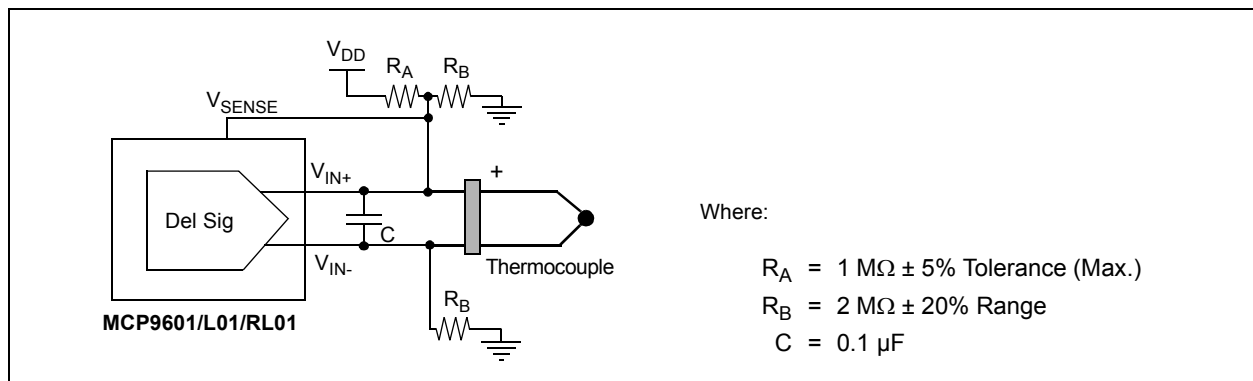 V_DD
R_A R_B
V_SENSE
V_IN+
+
Del Sig
C
V_IN-
Thermocouple
R_B
MCP9601/L01/RL01
Where:
R_A = 1 MΩ ± 5% Tolerance (Max.)
R_B = 2 MΩ ± 20% Range
C = 0.1 µF